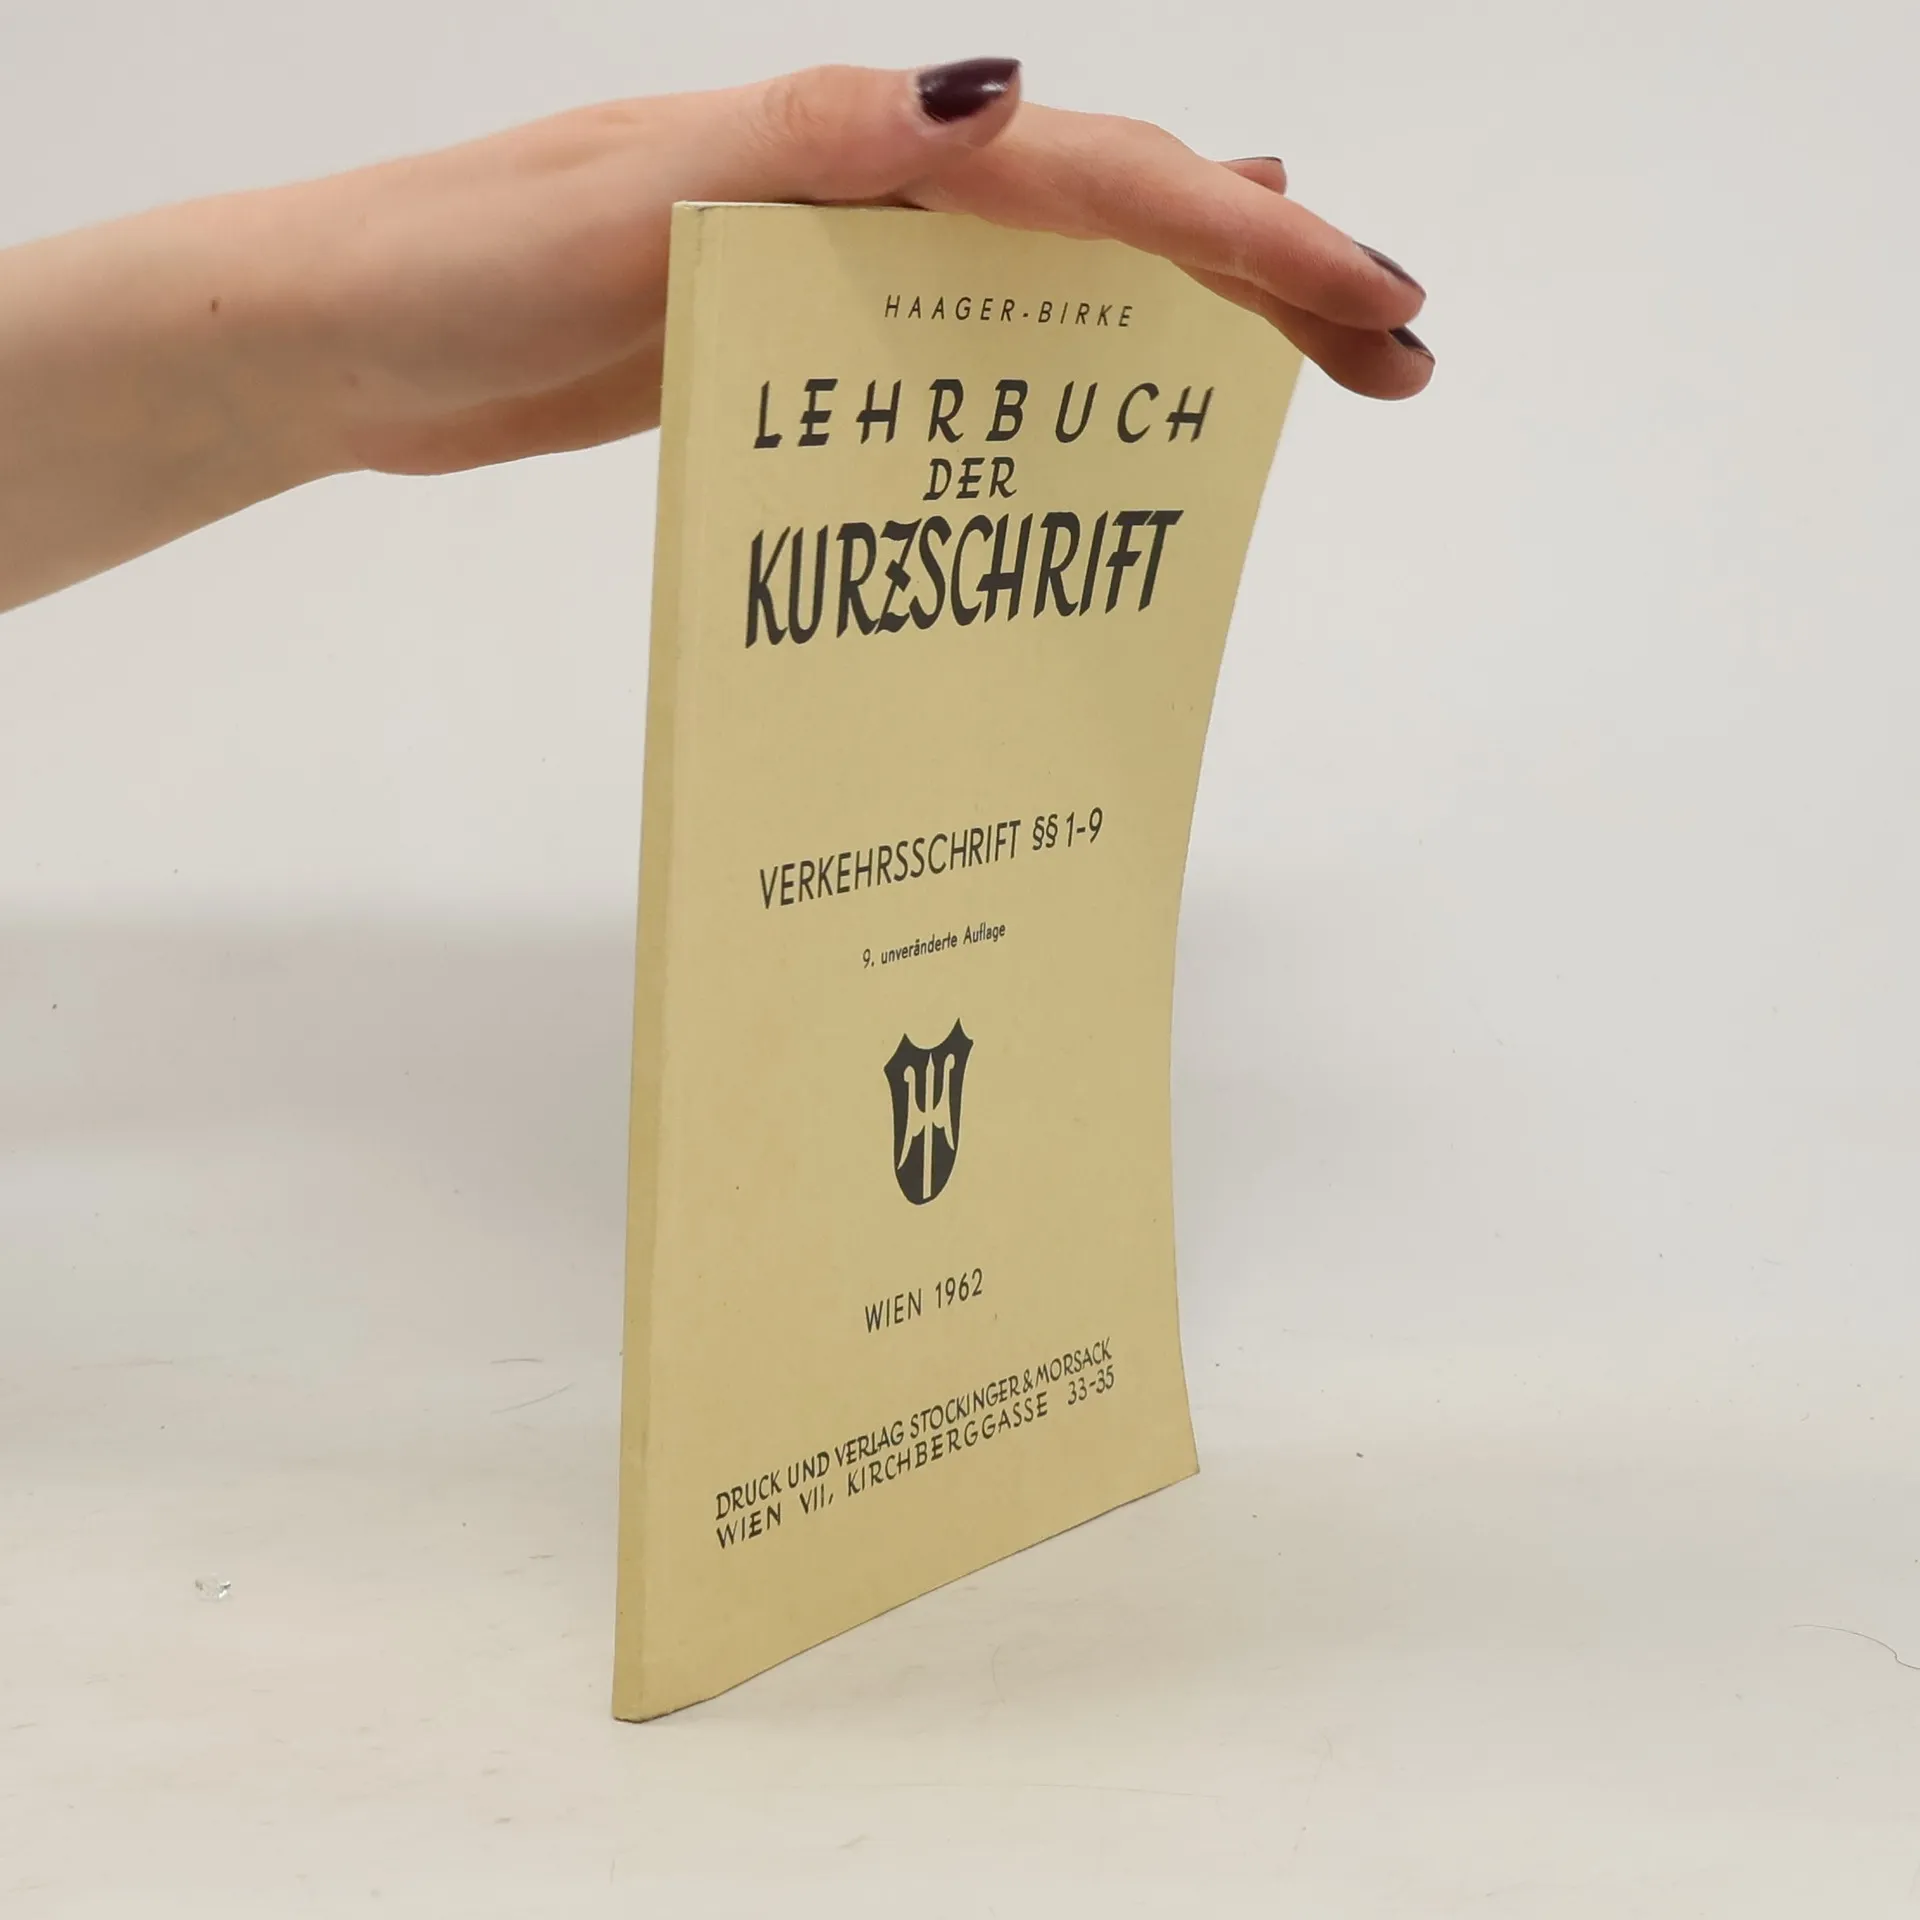 HAAGER-BIRKE
LEHRBUCH
DER
KURZSCHRIFT
VERKEHRSSCHRIFT §§ 1-9
9. unveränderte Auflage
WIEN 1962
DRUCK UND VERLAG STOCKINGER & MORSACK
WIEN VII, KIRCHBERGGASSE 33-35